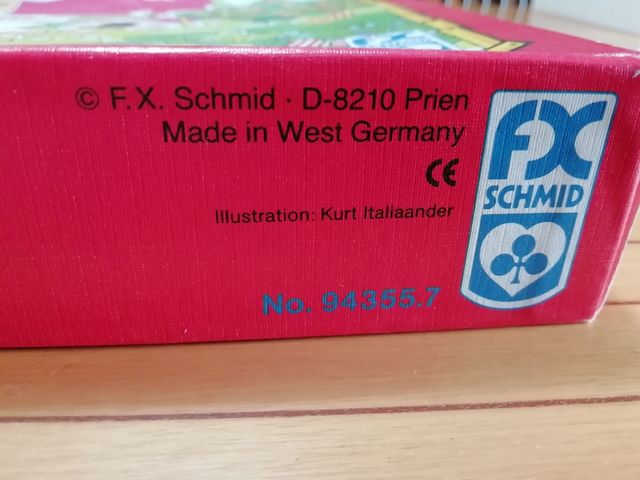 © F.X. Schmid · D-8210 Prien
Made in West Germany
CE
Illustration: Kurt Italiaander
No. 94355.7
FX
SCHMID